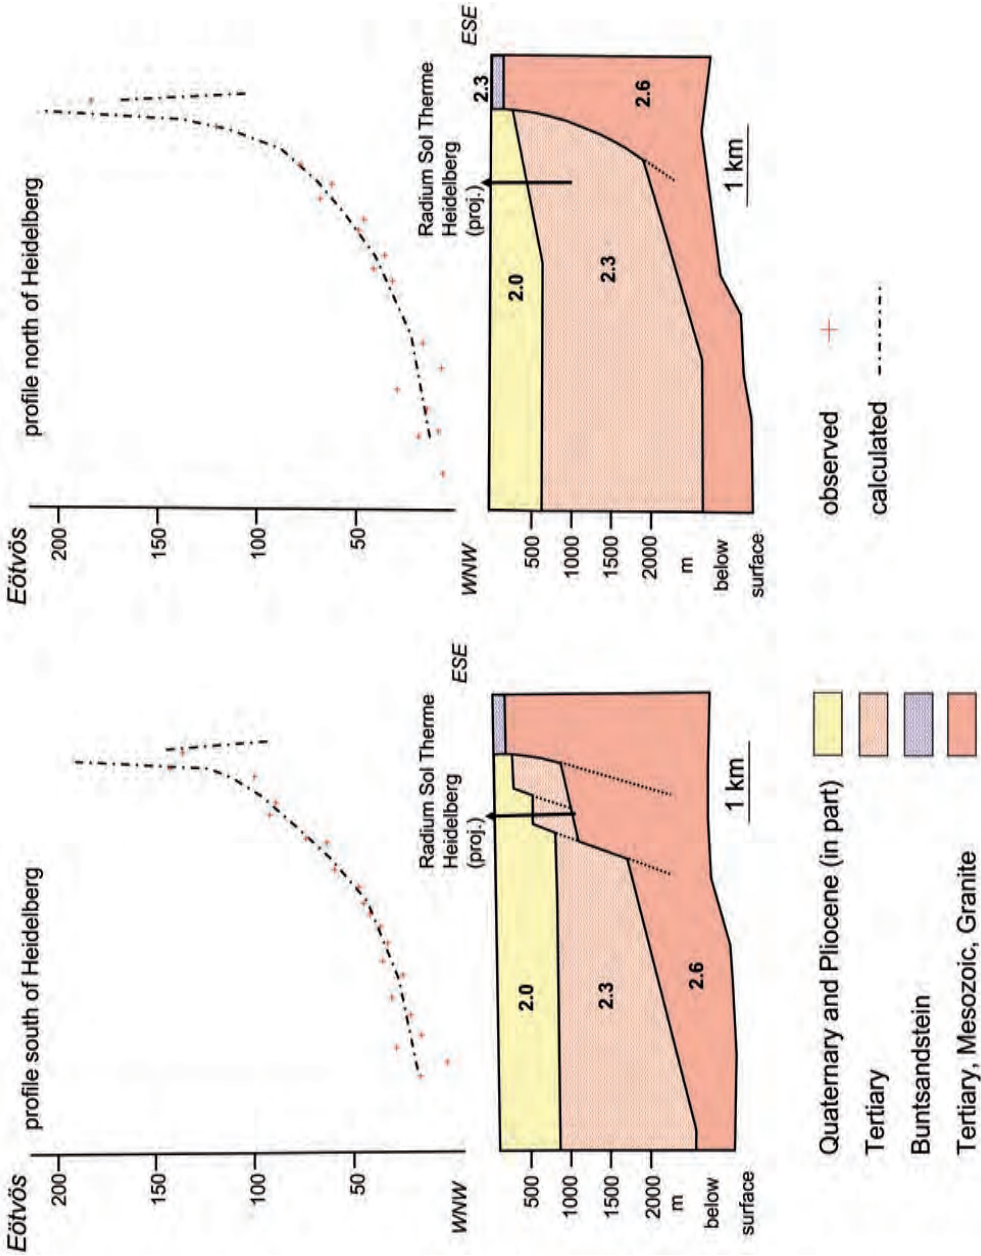 Eötvös
profile south of Heidelberg
200
150
100
50
WNW
ESE
Radium Sol Therme
Heidelberg
(proj.)
2.0
2.3
2.6
500
1000
1500
2000
m
below
surface
1 km
Eötvös
profile north of Heidelberg
200
150
100
50
WNW
ESE
Radium Sol Therme
Heidelberg
(proj.)
2.3
2.0
2.3
2.6
500
1000
1500
2000
m
below
surface
1 km
Quaternary and Pliocene (in part)
Tertiary
Buntsandstein
Tertiary, Mesozoic, Granite
observed
calculated